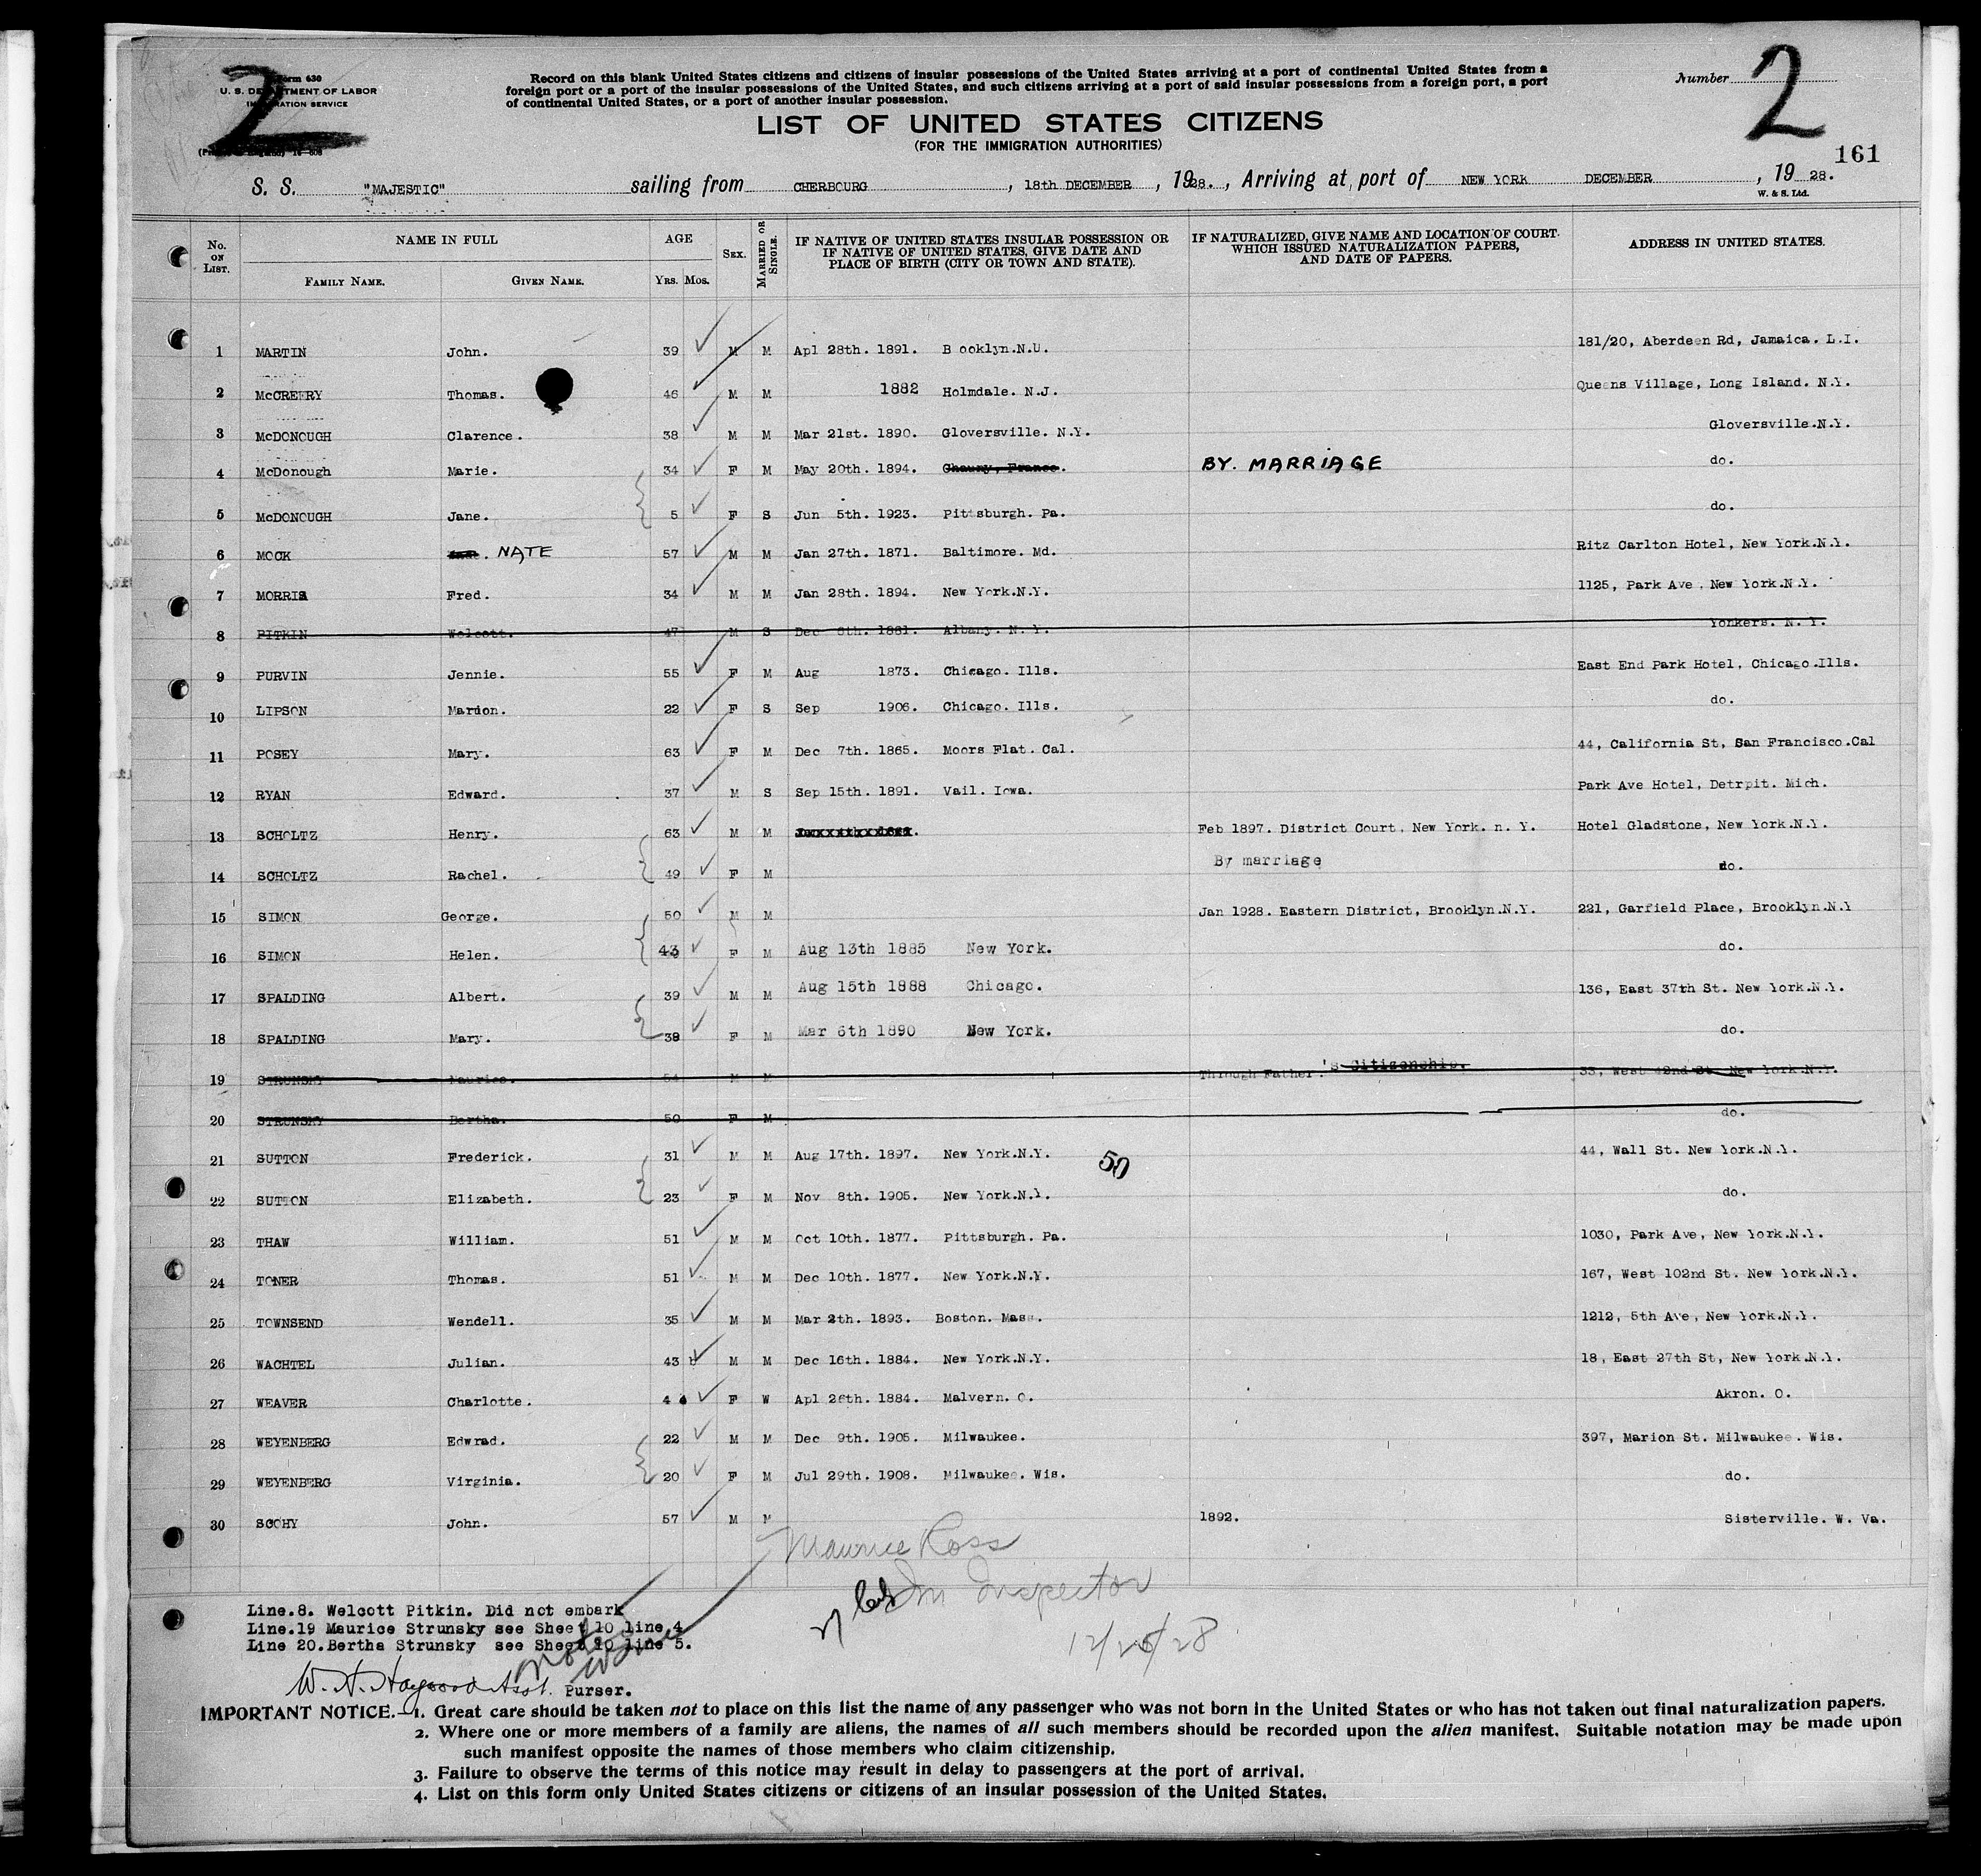 2
Form 630
U. S. DEPARTMENT OF LABOR
IMMIGRATION SERVICE
Record on this blank United States citizens and citizens of insular possessions of the United States arriving at a port of continental United States from a
foreign port or a port of the insular possessions of the United States, and such citizens arriving at a port of said insular possessions from a foreign port, a port
of continental United States, or a port of another insular possession.
Number 2
LIST OF UNITED STATES CITIZENS
(FOR THE IMMIGRATION AUTHORITIES)
161
S. S. "MAJESTIC" sailing from CHERBOURG, 18th DECEMBER, 1928., Arriving at port of NEW YORK DECEMBER, 19 28.
W. & S. Ltd.
No. ON LIST. NAME IN FULL FAMILY NAME. GIVEN NAME. AGE YRS. MOS. SEX. MARRIED OR SINGLE. IF NATIVE OF UNITED STATES INSULAR POSSESSION OR IF NATIVE OF UNITED STATES, GIVE DATE AND PLACE OF BIRTH (CITY OR TOWN AND STATE). IF NATURALIZED, GIVE NAME AND LOCATION OF COURT WHICH ISSUED NATURALIZATION PAPERS, AND DATE OF PAPERS. ADDRESS IN UNITED STATES.
1 MARTIN John. 39 M M Apl 28th. 1891. B ooklyn.N.U. 181/20, Aberdeen Rd, Jamaica. L.I.
2 McCREERY Thomas. 46 M M 1882 Holmdale. N.J. Queens Village, Long Island. N.Y.
3 McDONOUGH Clarence. 38 M M Mar 21st. 1890. Gloversville. N.Y. Gloversville.N.Y.
4 McDonough Marie. 34 F M May 20th. 1894. BY. MARRIAGE do.
5 McDONOUGH Jane. 5 F S Jun 5th. 1923. Pittsburgh. Pa. do.
6 MOCK NATE 57 M M Jan 27th. 1871. Baltimore. Md. Ritz Carlton Hotel, New York.N.Y.
7 MORRIS Fred. 34 M M Jan 28th. 1894. New York.N.Y. 1125, Park Ave, New York.N.Y.
8 PITKIN Welcott. 47 M S Dec 6th. 1881. Albany. N. Y. Yonkers. N. Y.
9 PURVIN Jennie. 55 F M Aug 1873. Chicago. Ills. East End Park Hotel, Chicago.Ills.
10 LIPSON Marion. 22 F S Sep 1906. Chicago. Ills. do.
11 POSEY Mary. 63 F M Dec 7th. 1865. Moors Flat. Cal. 44, California St, San Francisco.Cal
12 RYAN Edward. 37 M S Sep 15th. 1891. Vail. Iowa. Park Ave Hotel, Detrpit. Mich.
13 SCHOLTZ Henry. 63 M M Feb 1897. District Court, New York. n. Y. Hotel Gladstone, New York.N.Y.
14 SCHOLTZ Rachel. 49 F M By marriage do.
15 SIMON George. 50 M M Jan 1928. Eastern District, Brooklyn.N.Y. 221, Garfield Place, Brooklyn.N.Y
16 SIMON Helen. 43 F M Aug 13th 1885 New York. do.
17 SPALDING Albert. 39 M M Aug 15th 1888 Chicago. 136, East 37th St. New York.N.Y.
18 SPALDING Mary. 38 F M Mar 6th 1890 New York. do.
19 STRUNSKY Maurice. 54 M M Through Father's Citizenship. 33, West 42nd St. New York.N.Y.
20 STRUNSKY Bertha. 50 F M do.
21 SUTTON Frederick. 31 M M Aug 17th. 1897. New York.N.Y. 50 44, Wall St. New York.N.Y.
22 SUTTON Elizabeth. 23 F M Nov 8th. 1905. New York.N.Y. do.
23 THAW William. 51 M M Oct 10th. 1877. Pittsburgh. Pa. 1030, Park Ave, New York.N.Y.
24 TONER Thomas. 51 M M Dec 10th. 1877. New York.N.Y. 167, West 102nd St. New York.N.Y.
25 TOWNSEND Wendell. 35 M M Mar 2th. 1893. Boston. Mass. 1212, 5th Ave, New York.N.Y.
26 WACHTEL Julian. 43 M M Dec 16th. 1884. New York.N.Y. 18, East 27th St, New York.N.Y.
27 WEAVER Charlotte. 4 F W Apl 26th. 1884. Malvern. O. Akron. O.
28 WEYENBERG Edwrad. 22 M M Dec 9th. 1905. Milwaukee. 397, Marion St. Milwaukee. Wis.
29 WEYENBERG Virginia. 20 F M Jul 29th. 1908. Milwaukee. Wis. do.
30 SCOHY John. 57 M M 1892. Sisterville. W. Va.
Maurice Ross
Inspector
12/26/28
Line.8. Welcott Pitkin. Did not embark
Line.19 Maurice Strunsky see Sheet 10 line 4
Line 20.Bertha Strunsky see Sheet 10 line 5.
W. H. Haywood Asst. Purser.
IMPORTANT NOTICE.—1. Great care should be taken not to place on this list the name of any passenger who was not born in the United States or who has not taken out final naturalization papers.
2. Where one or more members of a family are aliens, the names of all such members should be recorded upon the alien manifest. Suitable notation may be made upon
such manifest opposite the names of those members who claim citizenship.
3. Failure to observe the terms of this notice may result in delay to passengers at the port of arrival.
4. List on this form only United States citizens or citizens of an insular possession of the United States.